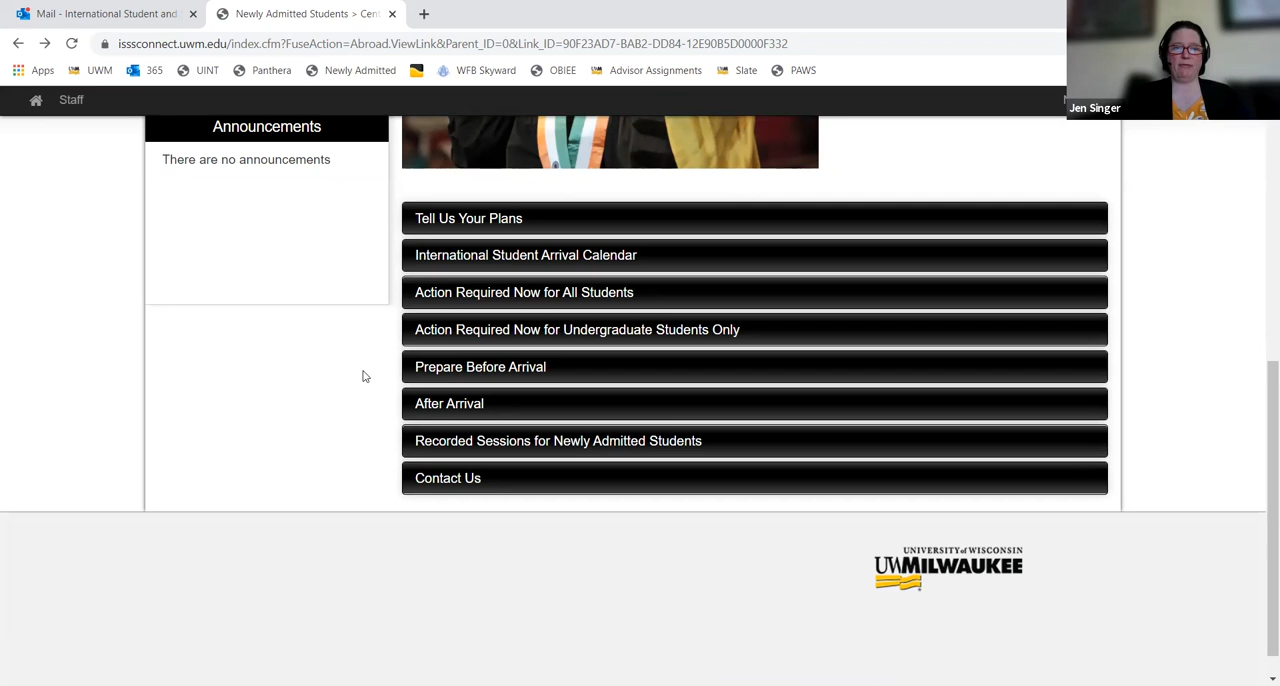 Mail - International Student and
Newly Admitted Students > Cent
isssconnect.uwm.edu/index.cfm?FuseAction=Abroad.ViewLink&Parent_ID=0&Link_ID=90F23AD7-BAB2-DD84-12E90B5D0000F332
Apps UWM 365 UINT Panthera Newly Admitted WFB Skyward OBIEE Advisor Assignments Slate PAWS
Jen Singer
Staff
Announcements
There are no announcements
Tell Us Your Plans
International Student Arrival Calendar
Action Required Now for All Students
Action Required Now for Undergraduate Students Only
Prepare Before Arrival
After Arrival
Recorded Sessions for Newly Admitted Students
Contact Us
UNIVERSITY of WISCONSIN
UWMILWAUKEE